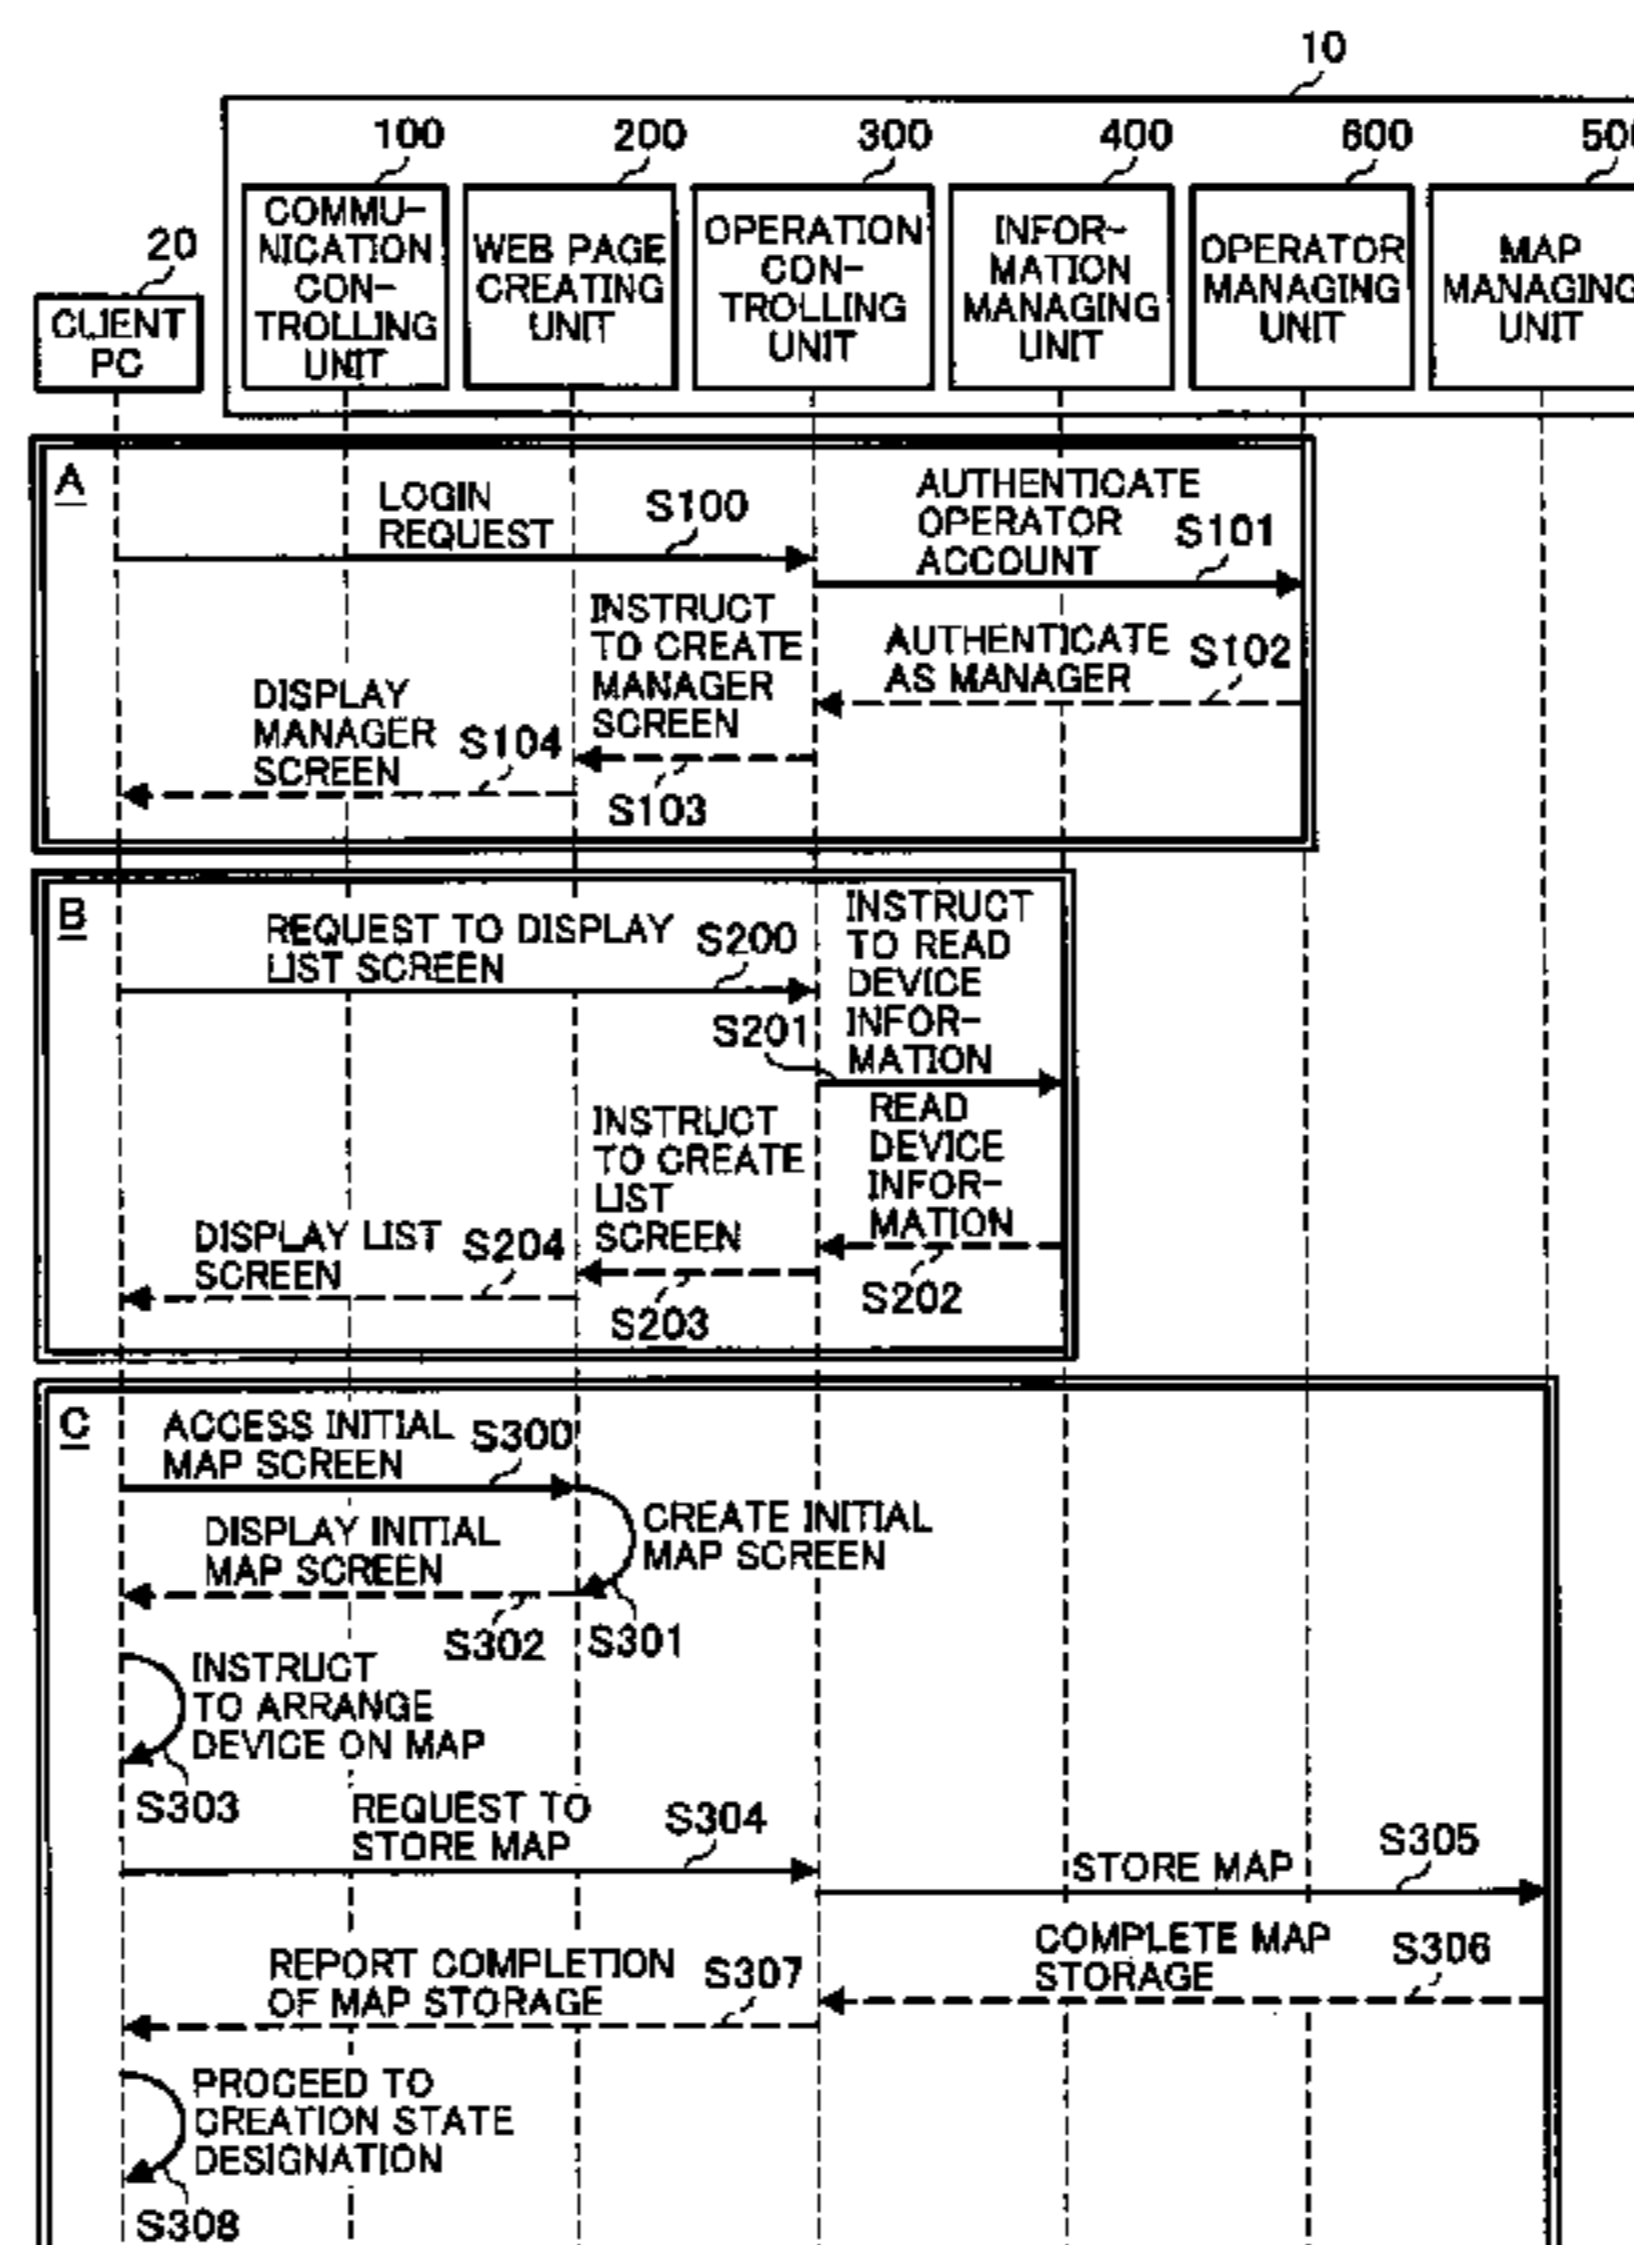 10
100
200
300
400
600
500
20
CLIENT
PC
COMMU-
NICATION
CON-
TROLLING
UNIT
WEB PAGE
CREATING
UNIT
OPERATION
CON-
TROLLING
UNIT
INFOR-
MATION
MANAGING
UNIT
OPERATOR
MANAGING
UNIT
MAP
MANAGING
UNIT
A
LOGIN
REQUEST
S100
AUTHENTICATE
OPERATOR
ACCOUNT
S101
AUTHENTICATE
AS MANAGER
S102
INSTRUCT
TO CREATE
MANAGER
SCREEN
S103
DISPLAY
MANAGER
SCREEN
S104
B
REQUEST TO DISPLAY
LIST SCREEN
S200
INSTRUCT
TO READ
DEVICE
INFOR-
MATION
S201
READ
DEVICE
INFOR-
MATION
S202
INSTRUCT
TO CREATE
LIST
SCREEN
S203
DISPLAY LIST
SCREEN
S204
C
ACCESS INITIAL
MAP SCREEN
S300
CREATE INITIAL
MAP SCREEN
S301
DISPLAY INITIAL
MAP SCREEN
S302
INSTRUCT
TO ARRANGE
DEVICE ON MAP
S303
REQUEST TO
STORE MAP
S304
STORE MAP
S305
COMPLETE MAP
STORAGE
S306
REPORT COMPLETION
OF MAP STORAGE
S307
PROCEED TO
CREATION STATE
DESIGNATION
S308